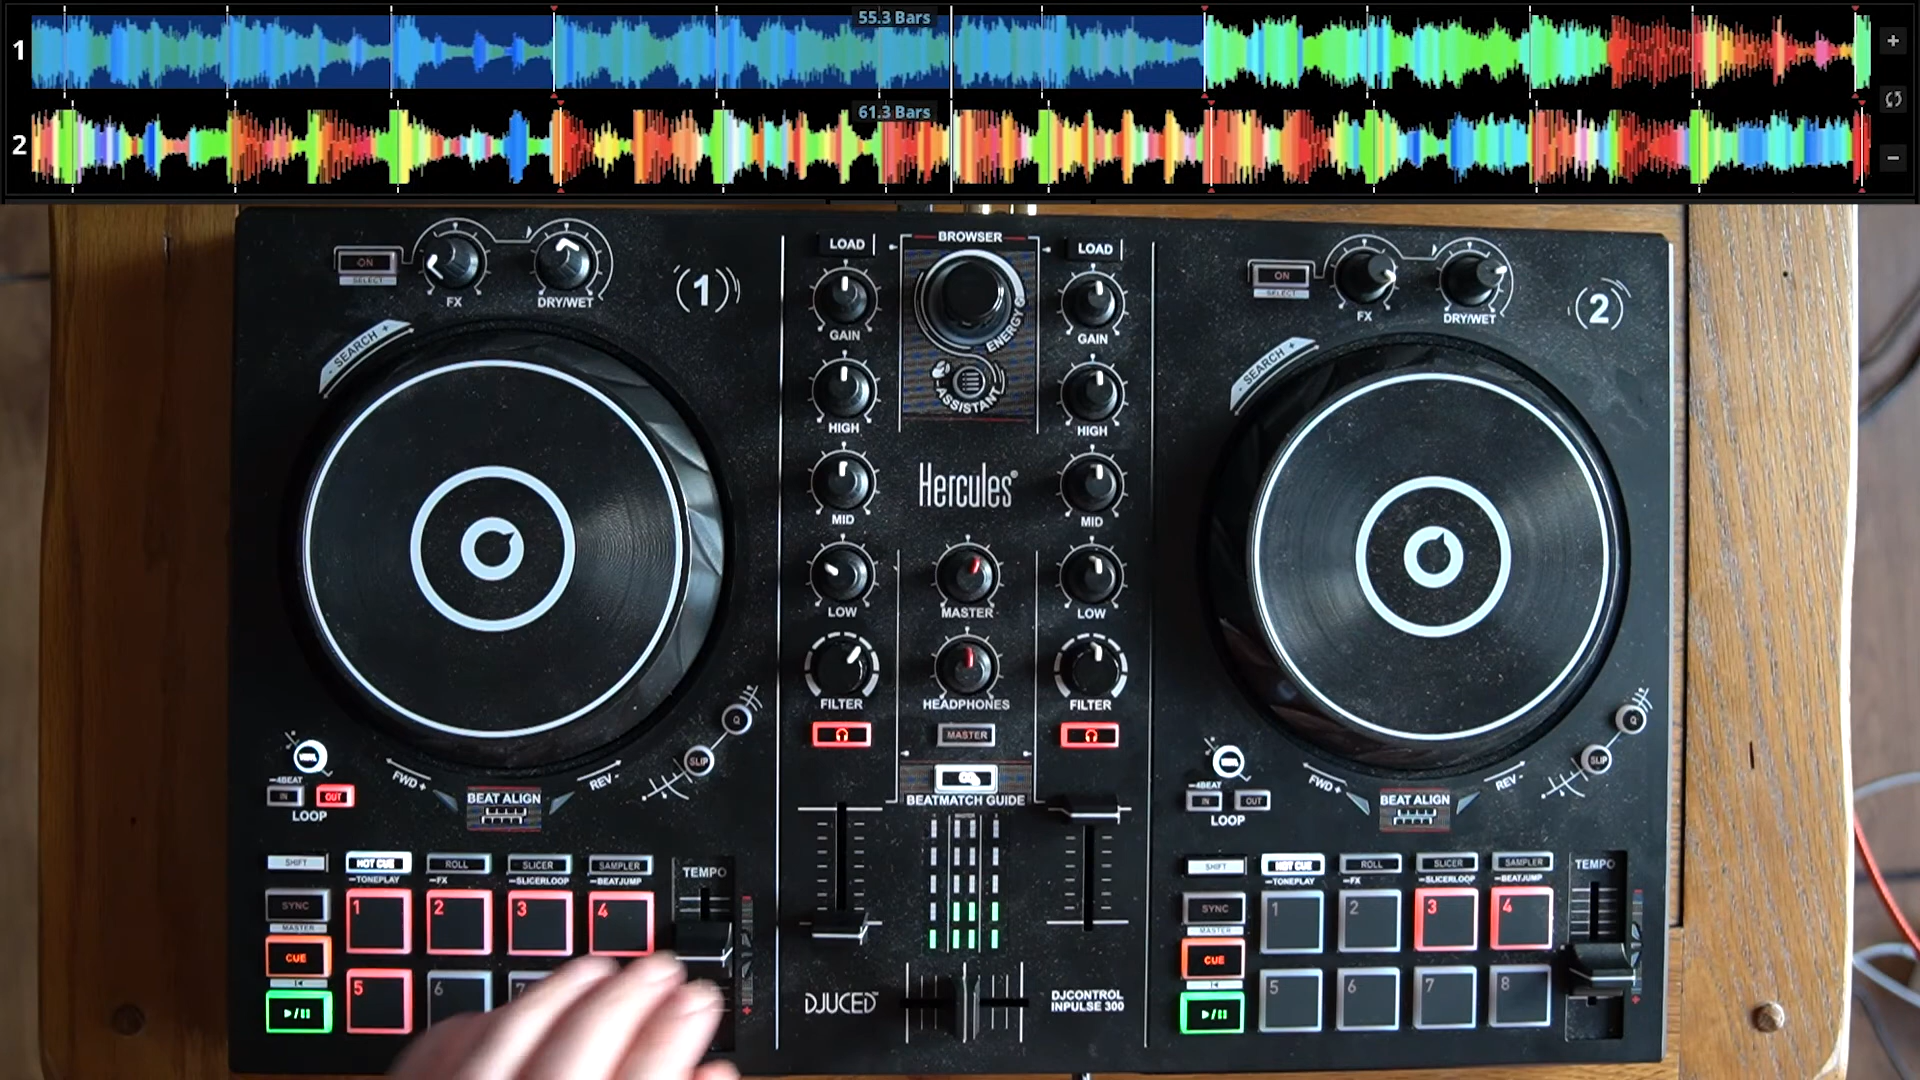 55.3 Bars
1
61.3 Bars
2
ON
SELECT
FX
DRY/WET
(1)
LOAD
BROWSER
LOAD
ON
SELECT
FX
DRY/WET
2
GAIN
ENERGY
GAIN
- SEARCH +
ASSISTANT
- SEARCH +
HIGH
HIGH
Hercules
MID
MID
LOW
MASTER
LOW
FILTER
HEADPHONES
FILTER
MASTER
Q
SLIP
Q
SLIP
4BEAT
IN
OUT
LOOP
FWD +
BEAT ALIGN
REV -
BEATMATCH GUIDE
4BEAT
IN
OUT
LOOP
FWD +
BEAT ALIGN
REV -
SHIFT
HOT CUE
ROLL
SLICER
SAMPLER
TONEPLAY
FX
SLICERLOOP
BEATJUMP
TEMPO
SHIFT
HOT CUE
ROLL
SLICER
SAMPLER
TONEPLAY
FX
SLICERLOOP
BEATJUMP
TEMPO
SYNC
MASTER
CUE
1
2
3
4
5
6
7
SYNC
MASTER
CUE
1
2
3
4
5
6
7
8
DJUCED
DJCONTROL
INPULSE 300